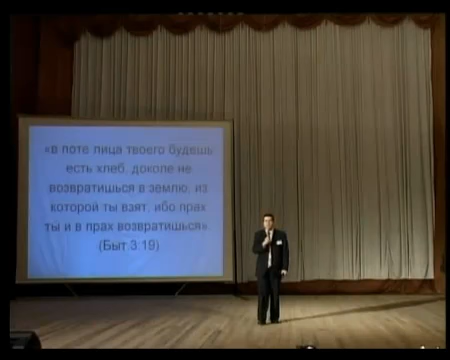 «в поте лица твоего будешь
есть хлеб, доколе не
возвратишься в землю, из
которой ты взят, ибо прах
ты и в прах возвратишься».
(Быт.3:19)